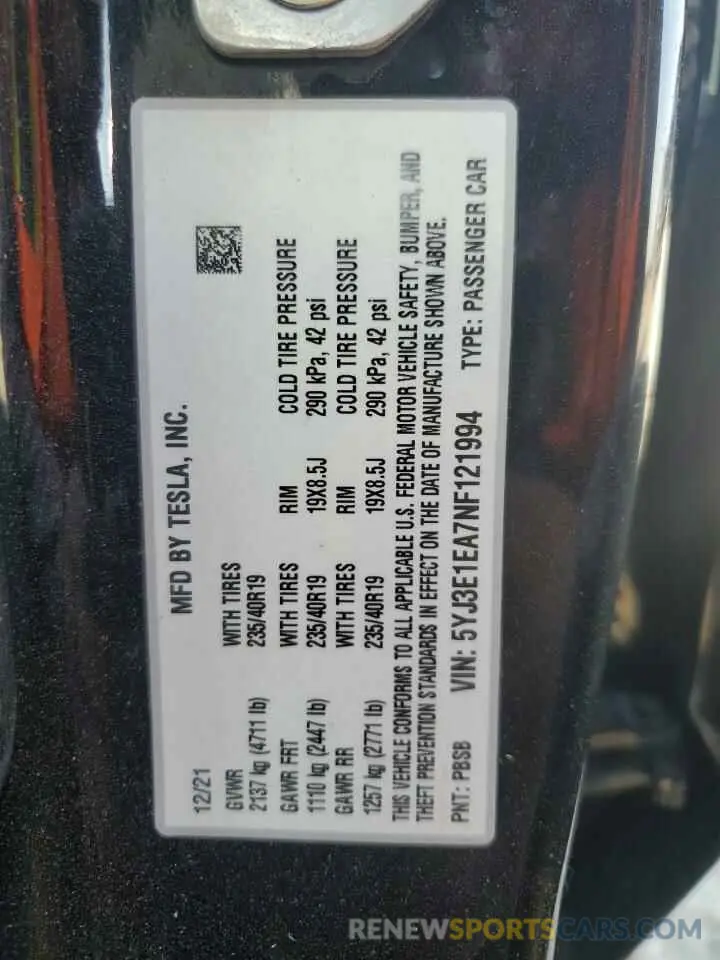 MFD BY TESLA, INC.
12/21
GVWR WITH TIRES
2137 kg (4711 lb) 235/40R19
GAWR FRT WITH TIRES RIM COLD TIRE PRESSURE
1110 kg (2447 lb) 235/40R19 19X8.5J 290 kPa, 42 psi
GAWR RR WITH TIRES RIM COLD TIRE PRESSURE
1257 kg (2771 lb) 235/40R19 19X8.5J 290 kPa, 42 psi
THIS VEHICLE CONFORMS TO ALL APPLICABLE U.S. FEDERAL MOTOR VEHICLE SAFETY, BUMPER, AND
THEFT PREVENTION STANDARDS IN EFFECT ON THE DATE OF MANUFACTURE SHOWN ABOVE.
PNT: PBSB VIN: 5YJ3E1EA7NF121994 TYPE: PASSENGER CAR
RENEWSPORTSCARS.COM